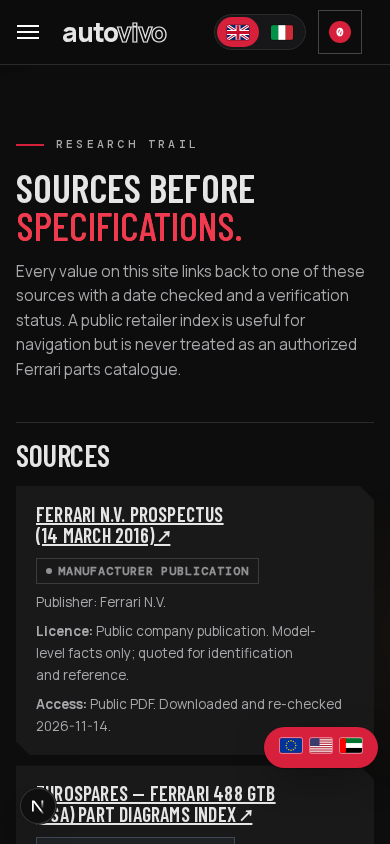 autovivo
0
RESEARCH TRAIL
SOURCES BEFORE
SPECIFICATIONS.
Every value on this site links back to one of these
sources with a date checked and a verification
status. A public retailer index is useful for
navigation but is never treated as an authorized
Ferrari parts catalogue.
SOURCES
FERRARI N.V. PROSPECTUS
(14 MARCH 2016) ↗
MANUFACTURER PUBLICATION
Publisher: Ferrari N.V.
Licence: Public company publication. Model-
level facts only; quoted for identification
and reference.
Access: Public PDF. Downloaded and re-checked
2026-11-14.
EUROSPARES — FERRARI 488 GTB
N
PART DIAGRAMS INDEX ↗